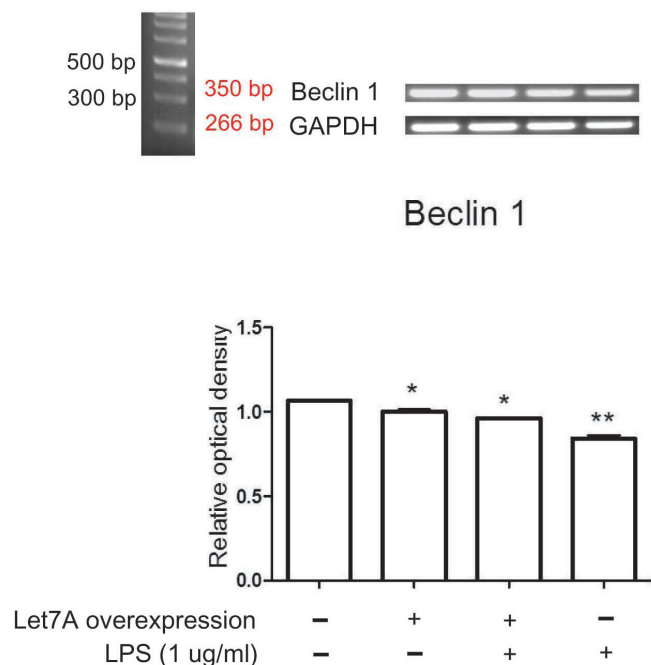 500 bp
350 bp Beclin 1
300 bp
266 bp GAPDH
Beclin 1
Relative optical density
1.5
1.0
0.5
0.0
* * **
Let7A overexpression − + + −
LPS (1 ug/ml) − − + +